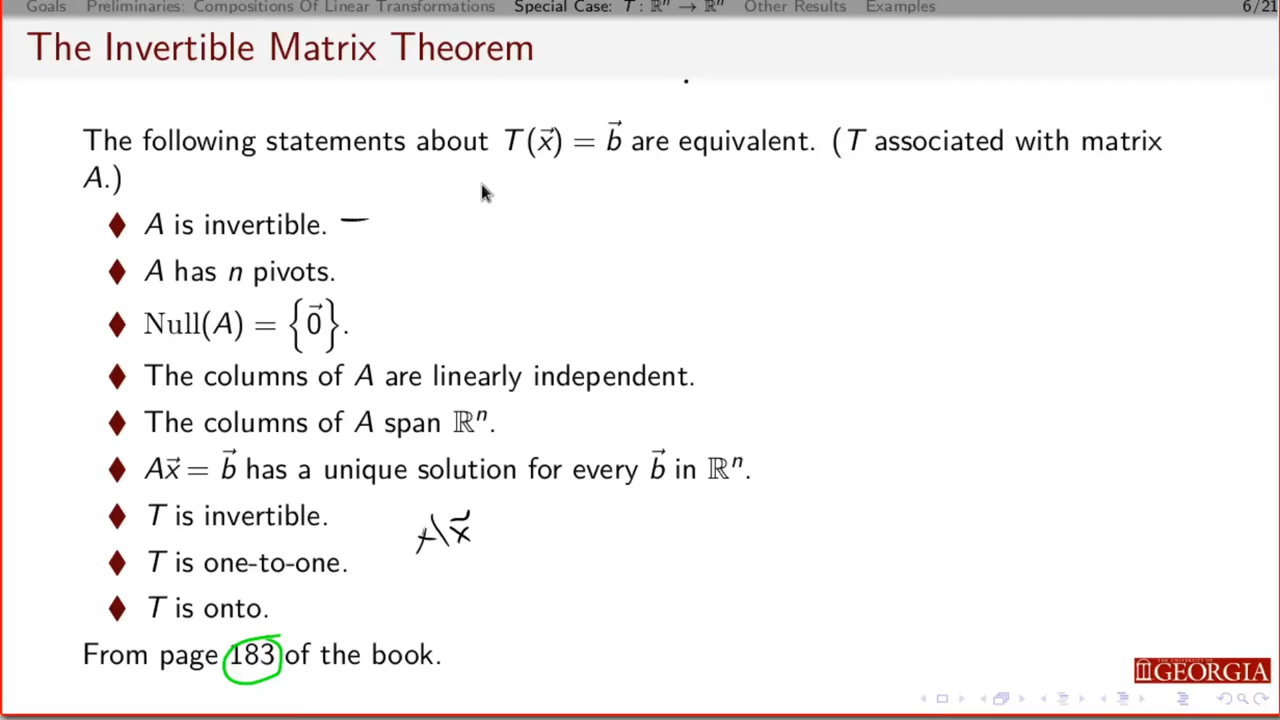 Goals Preliminaries: Compositions Of Linear Transformations Special Case: T : ℝⁿ → ℝⁿ Other Results Examples 6/21
The Invertible Matrix Theorem
The following statements about T(x⃗) = b⃗ are equivalent. (T associated with matrix
A.)
♦ A is invertible. –
♦ A has n pivots.
♦ Null(A) = {0⃗}.
♦ The columns of A are linearly independent.
♦ The columns of A span ℝⁿ.
♦ Ax⃗ = b⃗ has a unique solution for every b⃗ in ℝⁿ.
♦ T is invertible.
Ax⃗
♦ T is one-to-one.
♦ T is onto.
From page 183 of the book.
GEORGIA